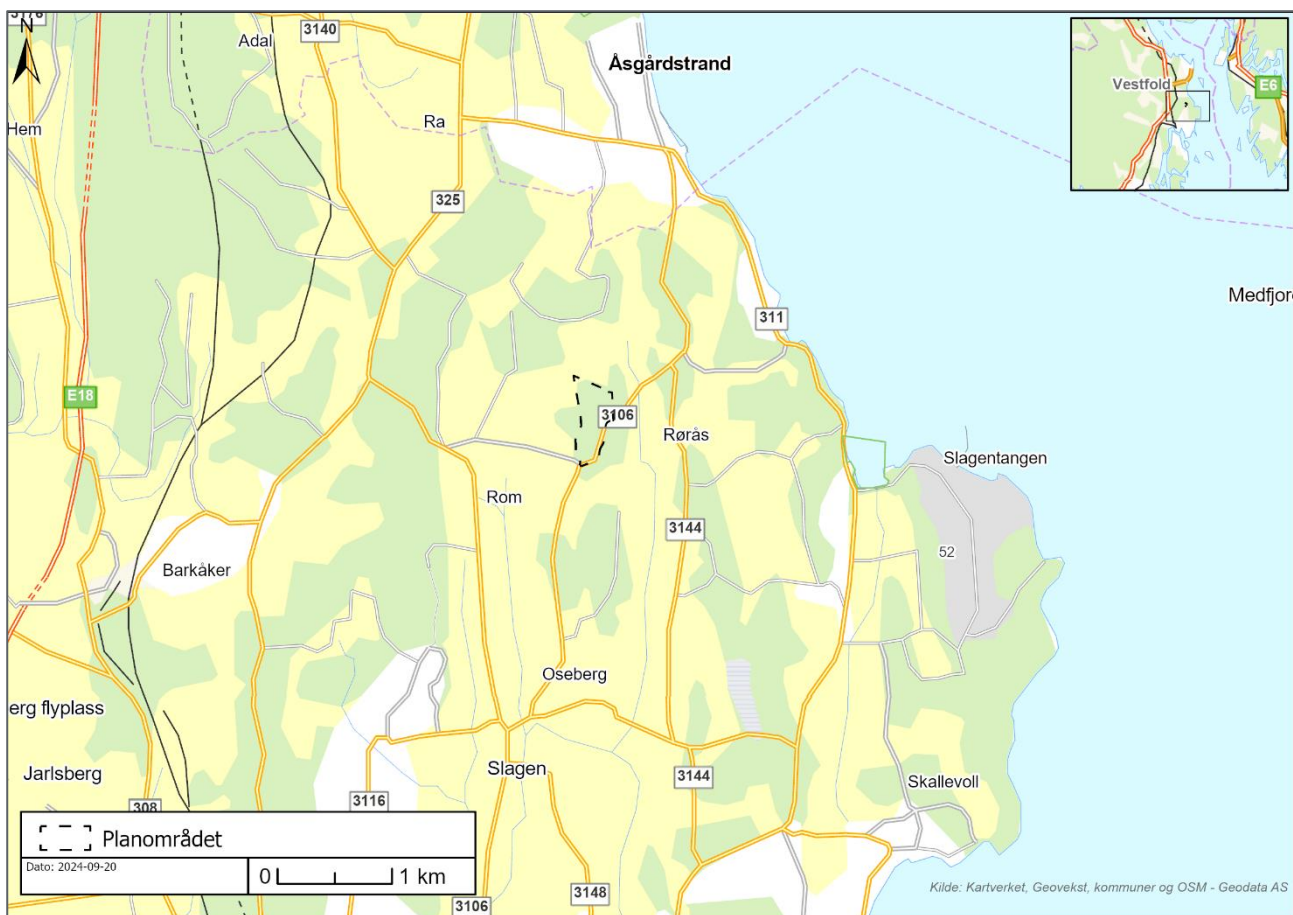 N
3140
Adal
Åsgårdstrand
Vestfold
E6
Hem
Ra
325
Medfjor
311
E18
3106
Rørås
Slagentangen
Rom
3144
52
Barkåker
Oseberg
erg flyplass
Slagen
Jarlsberg
3144
Skallevoll
308
3116
Planområdet
Dato: 2024-09-20
0 1 km
3148
3106
Kilde: Kartverket, Geovekst, kommuner og OSM - Geodata AS